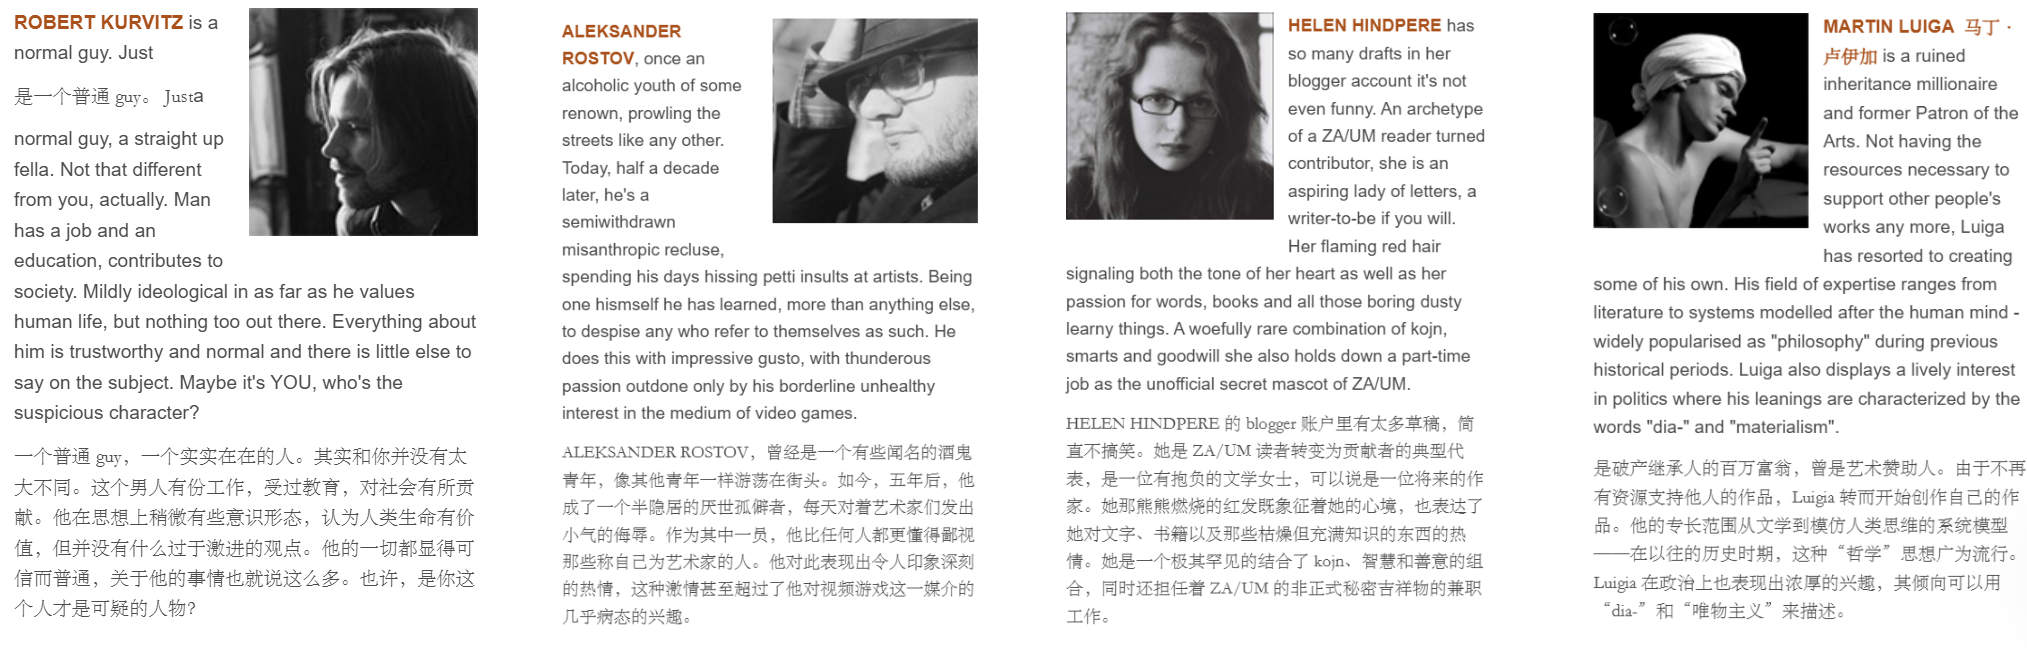 ROBERT KURVITZ is a
normal guy. Just
是一个普通 guy。 Justa
normal guy, a straight up
fella. Not that different
from you, actually. Man
has a job and an
education, contributes to
society. Mildly ideological in as far as he values
human life, but nothing too out there. Everything about
him is trustworthy and normal and there is little else to
say on the subject. Maybe it's YOU, who's the
suspicious character?
一个普通 guy，一个实实在在的人。其实和你并没有太
大不同。这个男人有份工作，受过教育，对社会有所贡
献。他在思想上稍微有些意识形态，认为人类生命有价
值，但并没有什么过于激进的观点。他的一切都显得可
信而普通，关于他的事情也就说这么多。也许，是你这
个人才是可疑的人物?
ALEKSANDER
ROSTOV, once an
alcoholic youth of some
renown, prowling the
streets like any other.
Today, half a decade
later, he's a
semiwithdrawn
misanthropic recluse,
spending his days hissing petti insults at artists. Being
one hismself he has learned, more than anything else,
to despise any who refer to themselves as such. He
does this with impressive gusto, with thunderous
passion outdone only by his borderline unhealthy
interest in the medium of video games.
ALEKSANDER ROSTOV，曾经是一个有些闻名的酒鬼
青年，像其他青年一样游荡在街头。如今，五年后，他
成了一个半隐居的厌世孤僻者，每天对着艺术家们发出
小气的侮辱。作为其中一员，他比任何人都更懂得鄙视
那些称自己为艺术家的人。他对此表现出令人印象深刻
的热情，这种激情甚至超过了他对视频游戏这一媒介的
几乎病态的兴趣。
HELEN HINDPERE has
so many drafts in her
blogger account it's not
even funny. An archetype
of a ZA/UM reader turned
contributor, she is an
aspiring lady of letters, a
writer-to-be if you will.
Her flaming red hair
signaling both the tone of her heart as well as her
passion for words, books and all those boring dusty
learny things. A woefully rare combination of kojn,
smarts and goodwill she also holds down a part-time
job as the unofficial secret mascot of ZA/UM.
HELEN HINDPERE 的 blogger 账户里有太多草稿，简
直不搞笑。她是 ZA/UM 读者转变为贡献者的典型代
表，是一位有抱负的文学女士，可以说是一位将来的作
家。她那熊熊燃烧的红发既象征着她的心境，也表达了
她对文字、书籍以及那些枯燥但充满知识的东西的热
情。她是一个极其罕见的结合了 kojn、智慧和善意的组
合，同时还担任着 ZA/UM 的非正式秘密吉祥物的兼职
工作。
MARTIN LUIGA 马丁 ·
卢伊加 is a ruined
inheritance millionaire
and former Patron of the
Arts. Not having the
resources necessary to
support other people's
works any more, Luiga
has resorted to creating
some of his own. His field of expertise ranges from
literature to systems modelled after the human mind -
widely popularised as "philosophy" during previous
historical periods. Luiga also displays a lively interest
in politics where his leanings are characterized by the
words "dia-" and "materialism".
是破产继承人的百万富翁，曾是艺术赞助人。由于不再
有资源支持他人的作品，Luigia 转而开始创作自己的作
品。他的专长范围从文学到模仿人类思维的系统模型
——在以往的历史时期，这种“哲学”思想广为流行。
Luigia 在政治上也表现出浓厚的兴趣，其倾向可以用
“dia-”和“唯物主义”来描述。